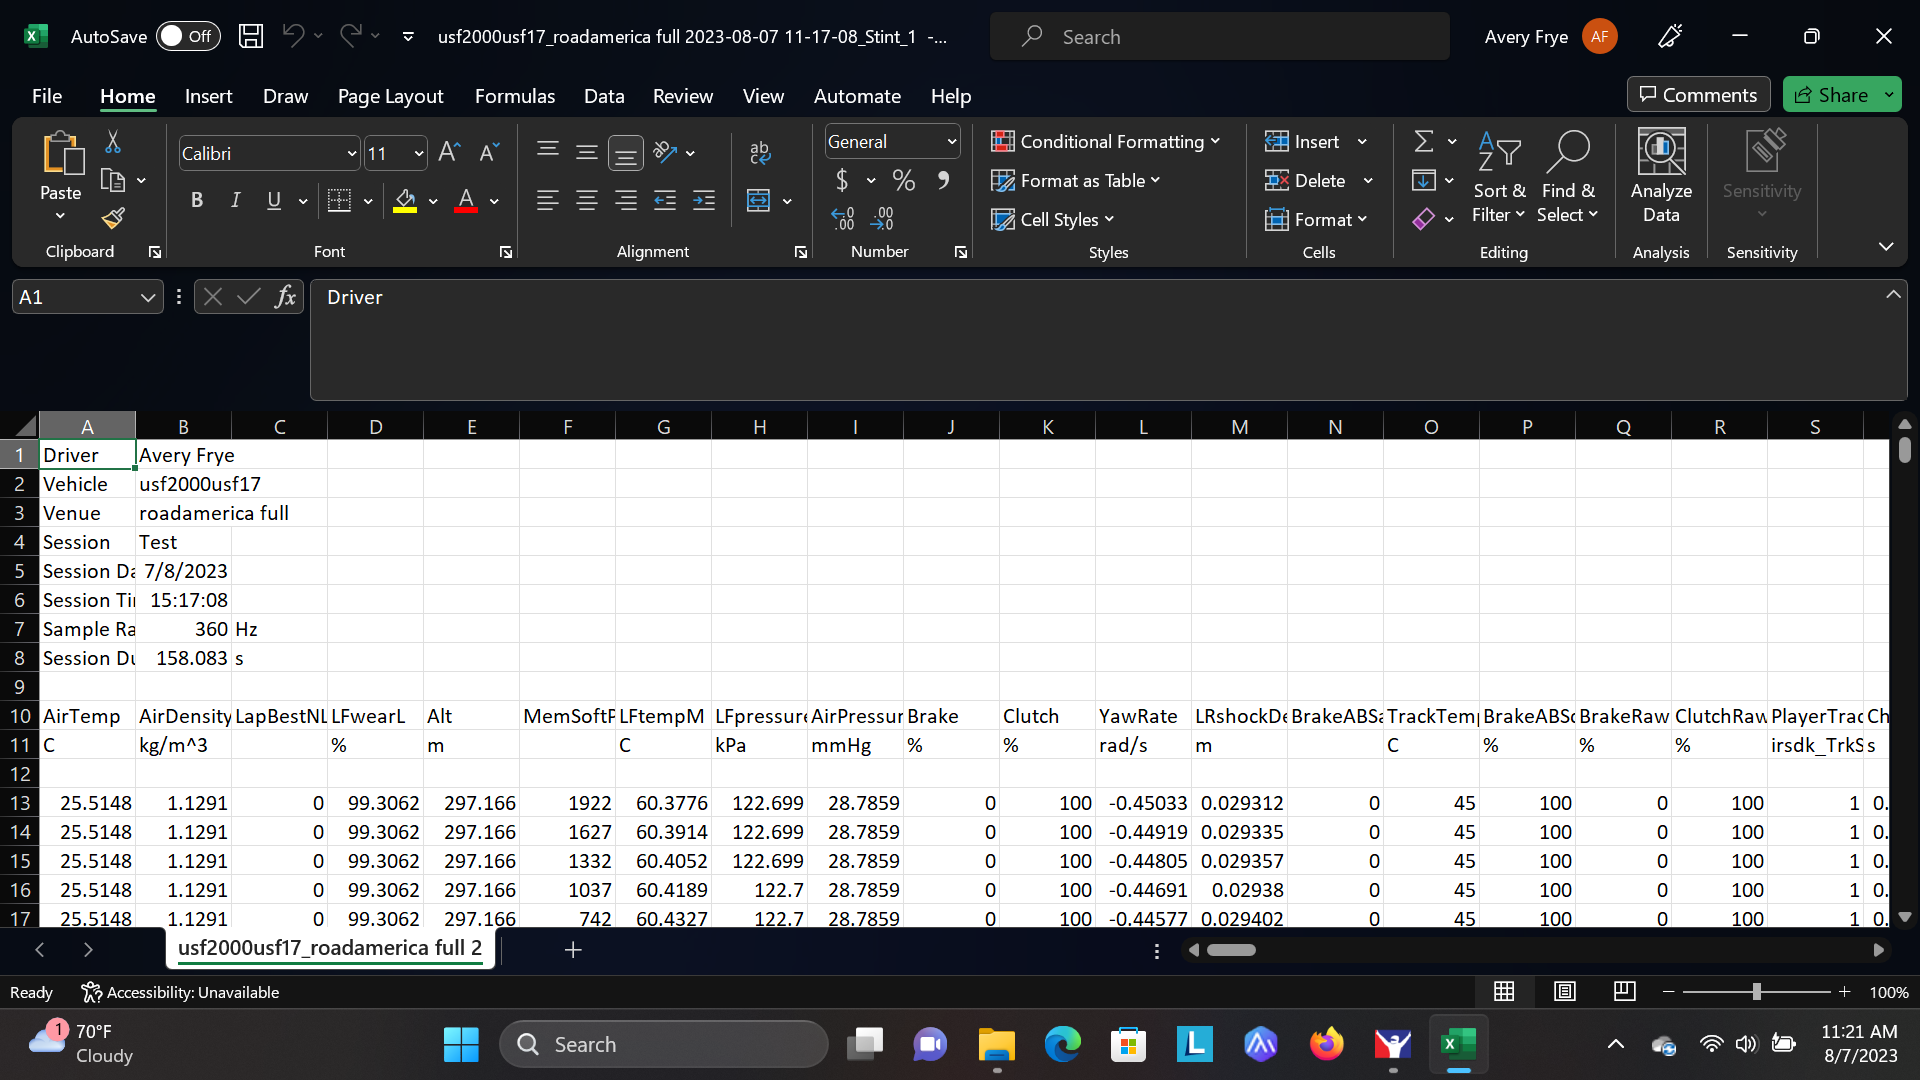 AutoSave Off usf2000usf17_roadamerica full 2023-08-07 11-17-08_Stint_1 -... Search Avery Frye AF
File Home Insert Draw Page Layout Formulas Data Review View Automate Help Comments Share
Paste Calibri 11 General Conditional Formatting Format as Table Cell Styles Insert Delete Format Sort & Filter Find & Select Analyze Data Sensitivity
Clipboard Font Alignment Number Styles Cells Editing Analysis Sensitivity
A1 fx Driver
A B C D E F G H I J K L M N O P Q R S
1 Driver Avery Frye
2 Vehicle usf2000usf17
3 Venue roadamerica full
4 Session Test
5 Session Da 7/8/2023
6 Session Ti 15:17:08
7 Sample Ra 360 Hz
8 Session Du 158.083 s
9
10 AirTemp AirDensity LapBestNL LFwearL Alt MemSoftP LFtempM LFpressure AirPressur Brake Clutch YawRate LRshockDe BrakeABSa TrackTemp BrakeABSc BrakeRaw ClutchRaw PlayerTrac Ch
11 C kg/m^3 % m C kPa mmHg % % rad/s m C % % % irsdk_TrkS s
12
13 25.5148 1.1291 0 99.3062 297.166 1922 60.3776 122.699 28.7859 0 100 -0.45033 0.029312 0 45 100 0 100 1 0.
14 25.5148 1.1291 0 99.3062 297.166 1627 60.3914 122.699 28.7859 0 100 -0.44919 0.029335 0 45 100 0 100 1 0.
15 25.5148 1.1291 0 99.3062 297.166 1332 60.4052 122.699 28.7859 0 100 -0.44805 0.029357 0 45 100 0 100 1 0.
16 25.5148 1.1291 0 99.3062 297.166 1037 60.4189 122.7 28.7859 0 100 -0.44691 0.02938 0 45 100 0 100 1 0.
17 25.5148 1.1291 0 99.3062 297.166 742 60.4327 122.7 28.7859 0 100 -0.44577 0.029402 0 45 100 0 100 1 0.
usf2000usf17_roadamerica full 2
Ready Accessibility: Unavailable 100%
1 70°F Search 11:21 AM
Cloudy 8/7/2023